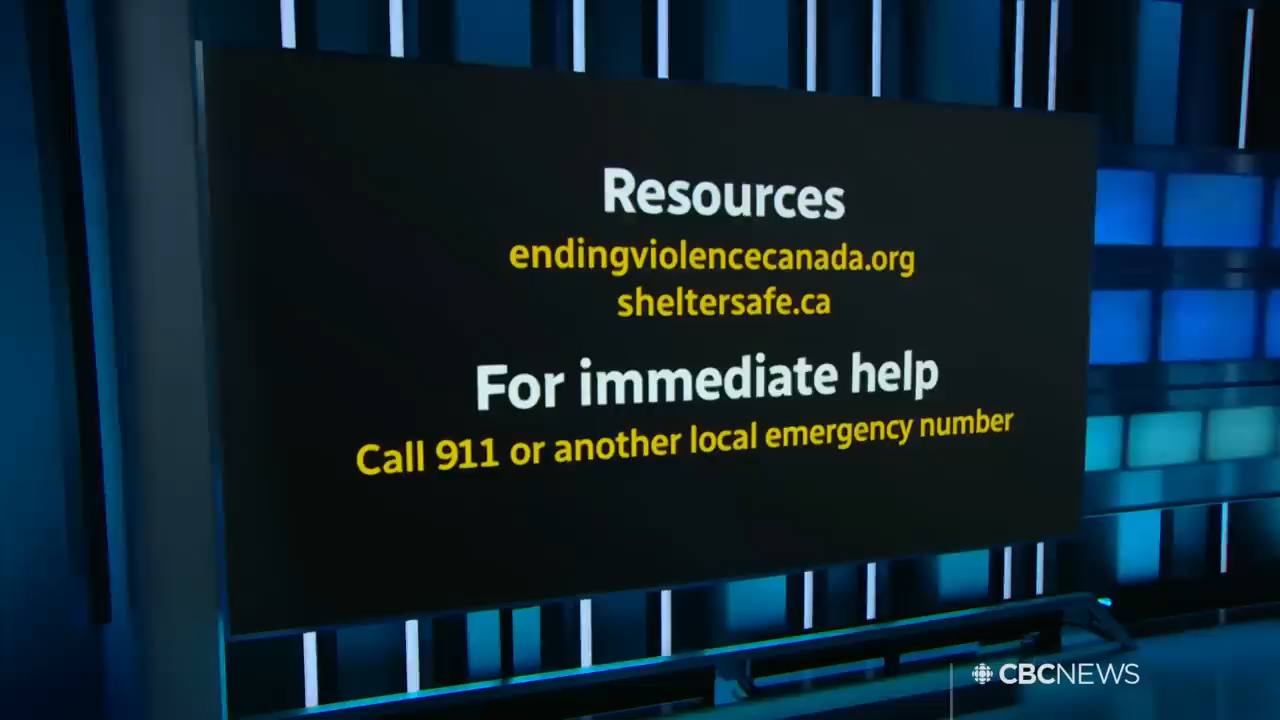 Resources
endingviolencecanada.org
sheltersafe.ca
For immediate help
Call 911 or another local emergency number
CBCNEWS